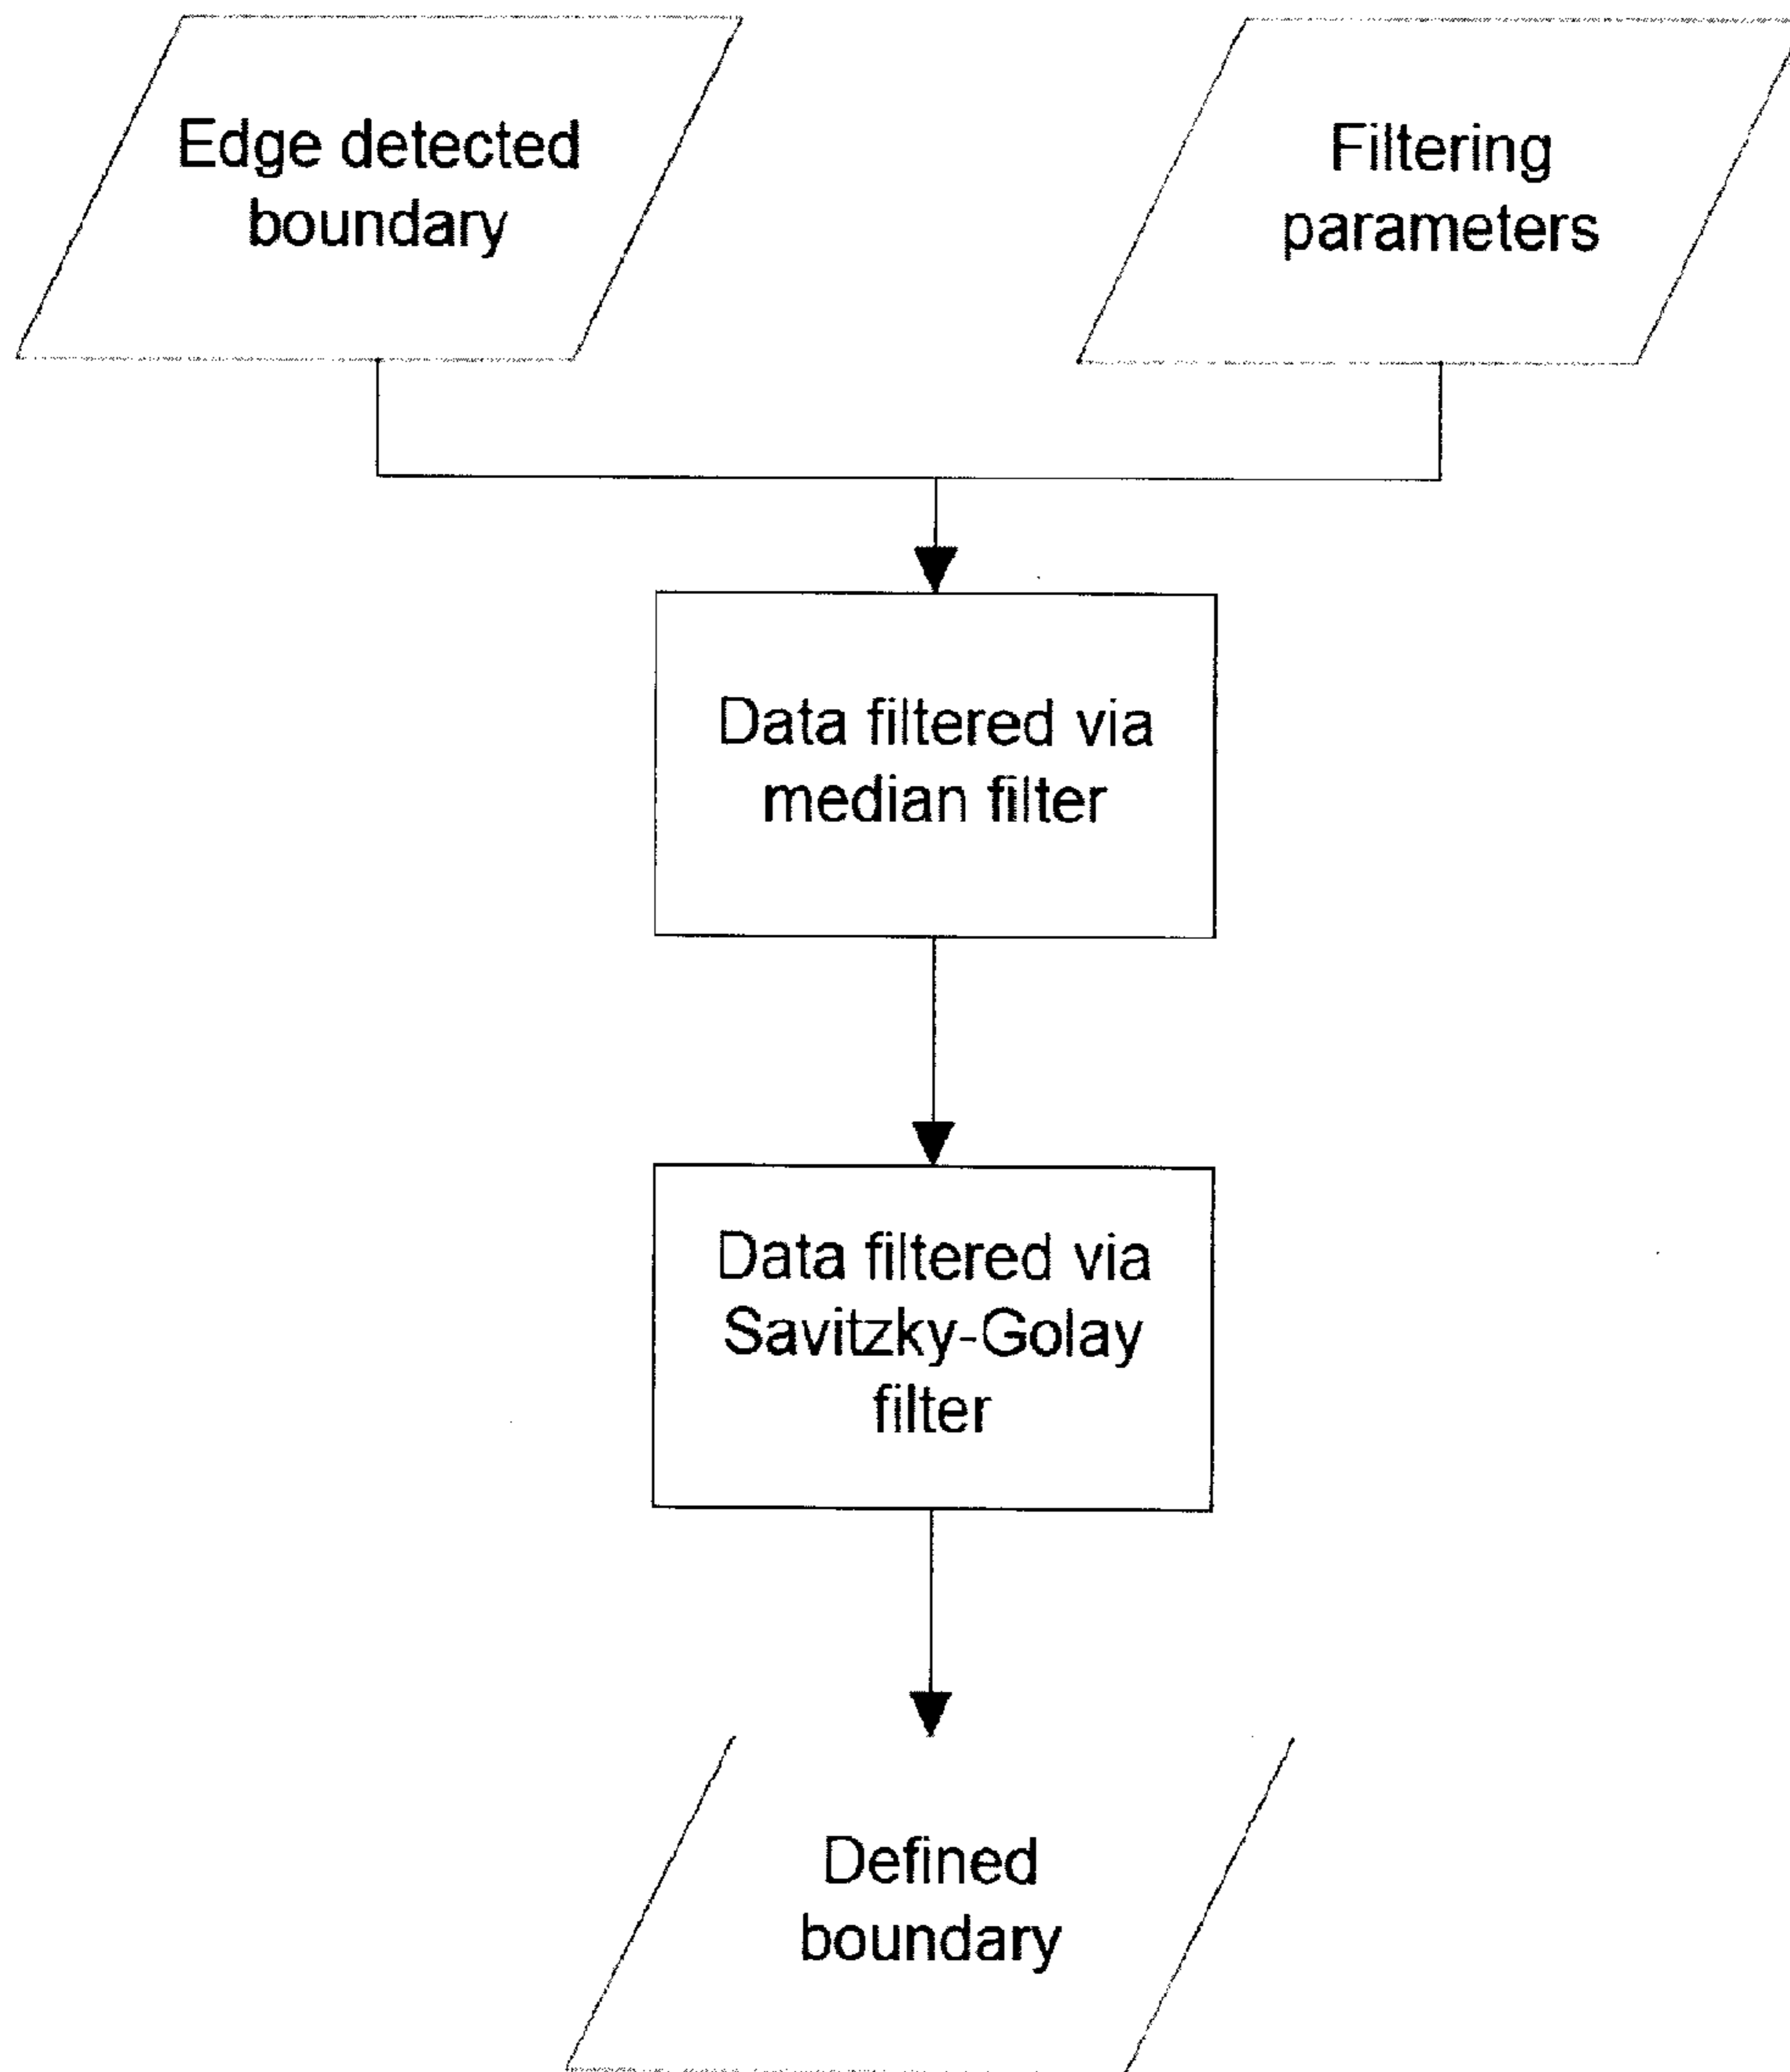 Edge detected
boundary
Filtering
parameters
Data filtered via
median filter
Data filtered via
Savitzky-Golay
filter
Defined
boundary